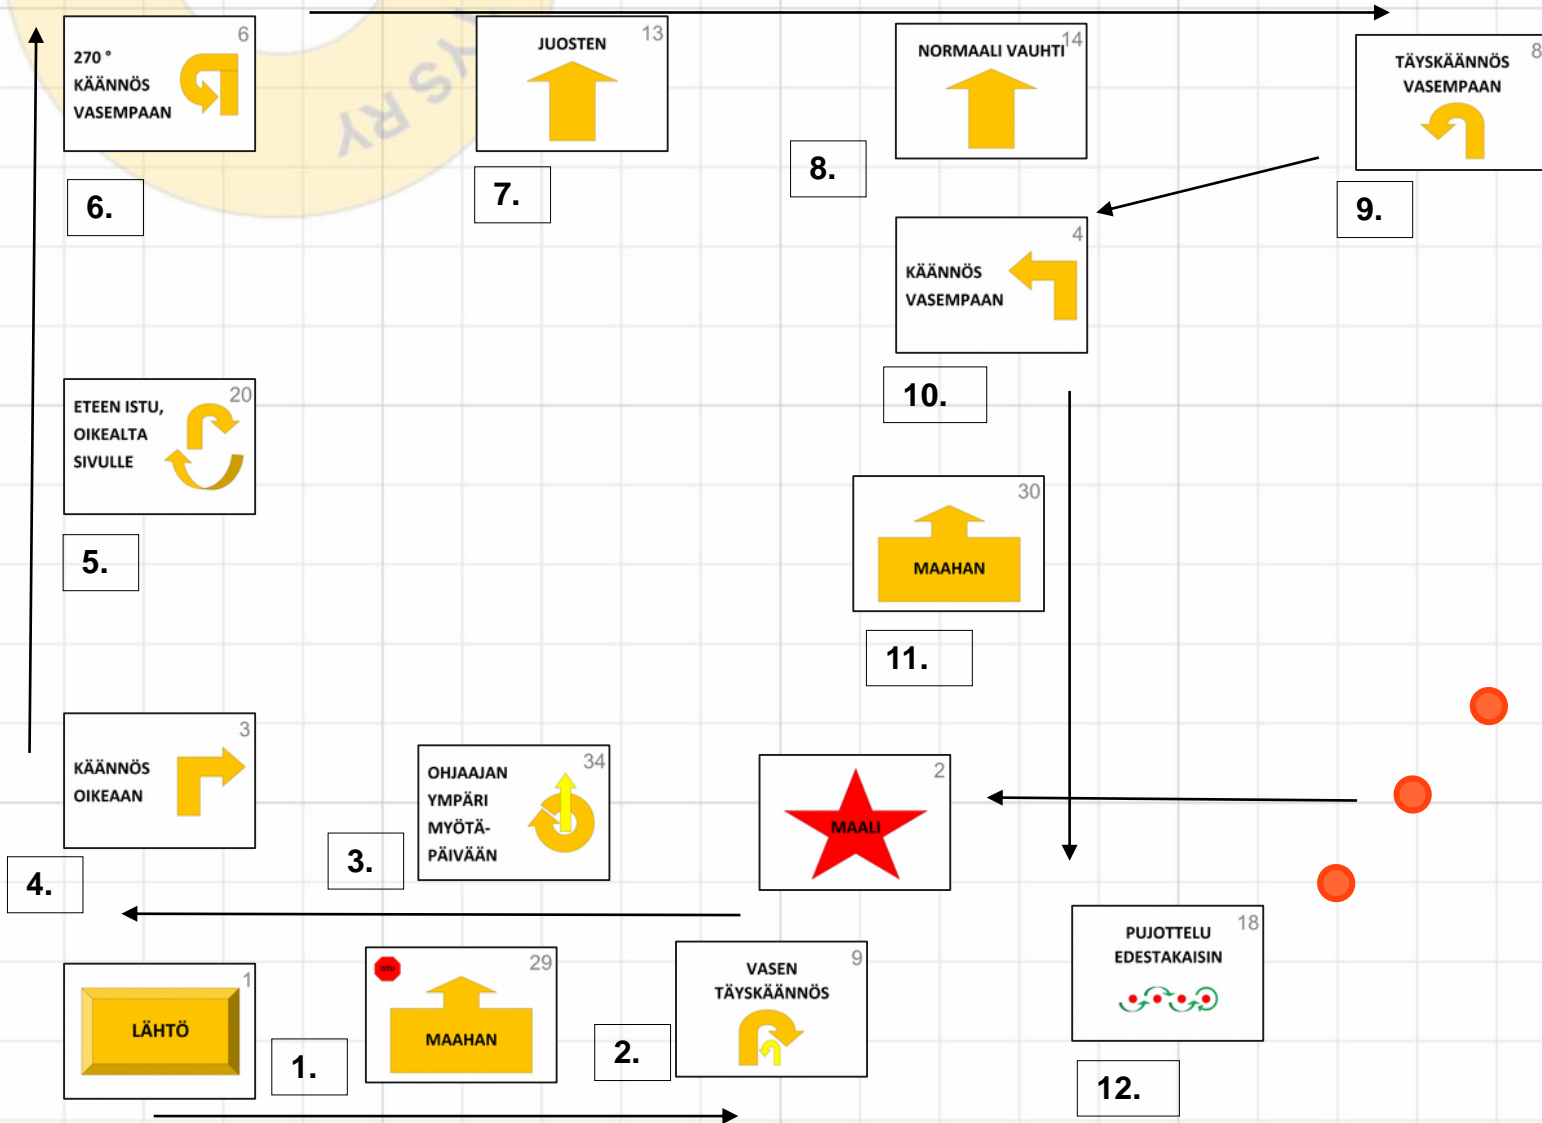 6
270 °
KÄÄNNÖS
VASEMPAAN
6.
13
JUOSTEN
7.
YS RY
14
NORMAALI VAUHTI
8.
8
TÄYSKÄÄNNÖS
VASEMPAAN
9.
4
KÄÄNNÖS
VASEMPAAN
10.
20
ETEEN ISTU,
OIKEALTA
SIVULLE
5.
30
MAAHAN
11.
3
KÄÄNNÖS
OIKEAAN
4.
34
OHJAAJAN
YMPÄRI
MYÖTÄ-
PÄIVÄÄN
3.
2
MAALI
1
LÄHTÖ
1.
ISTU
29
MAAHAN
2.
9
VASEN
TÄYSKÄÄNNÖS
18
PUJOTTELU
EDESTAKAISIN
12.